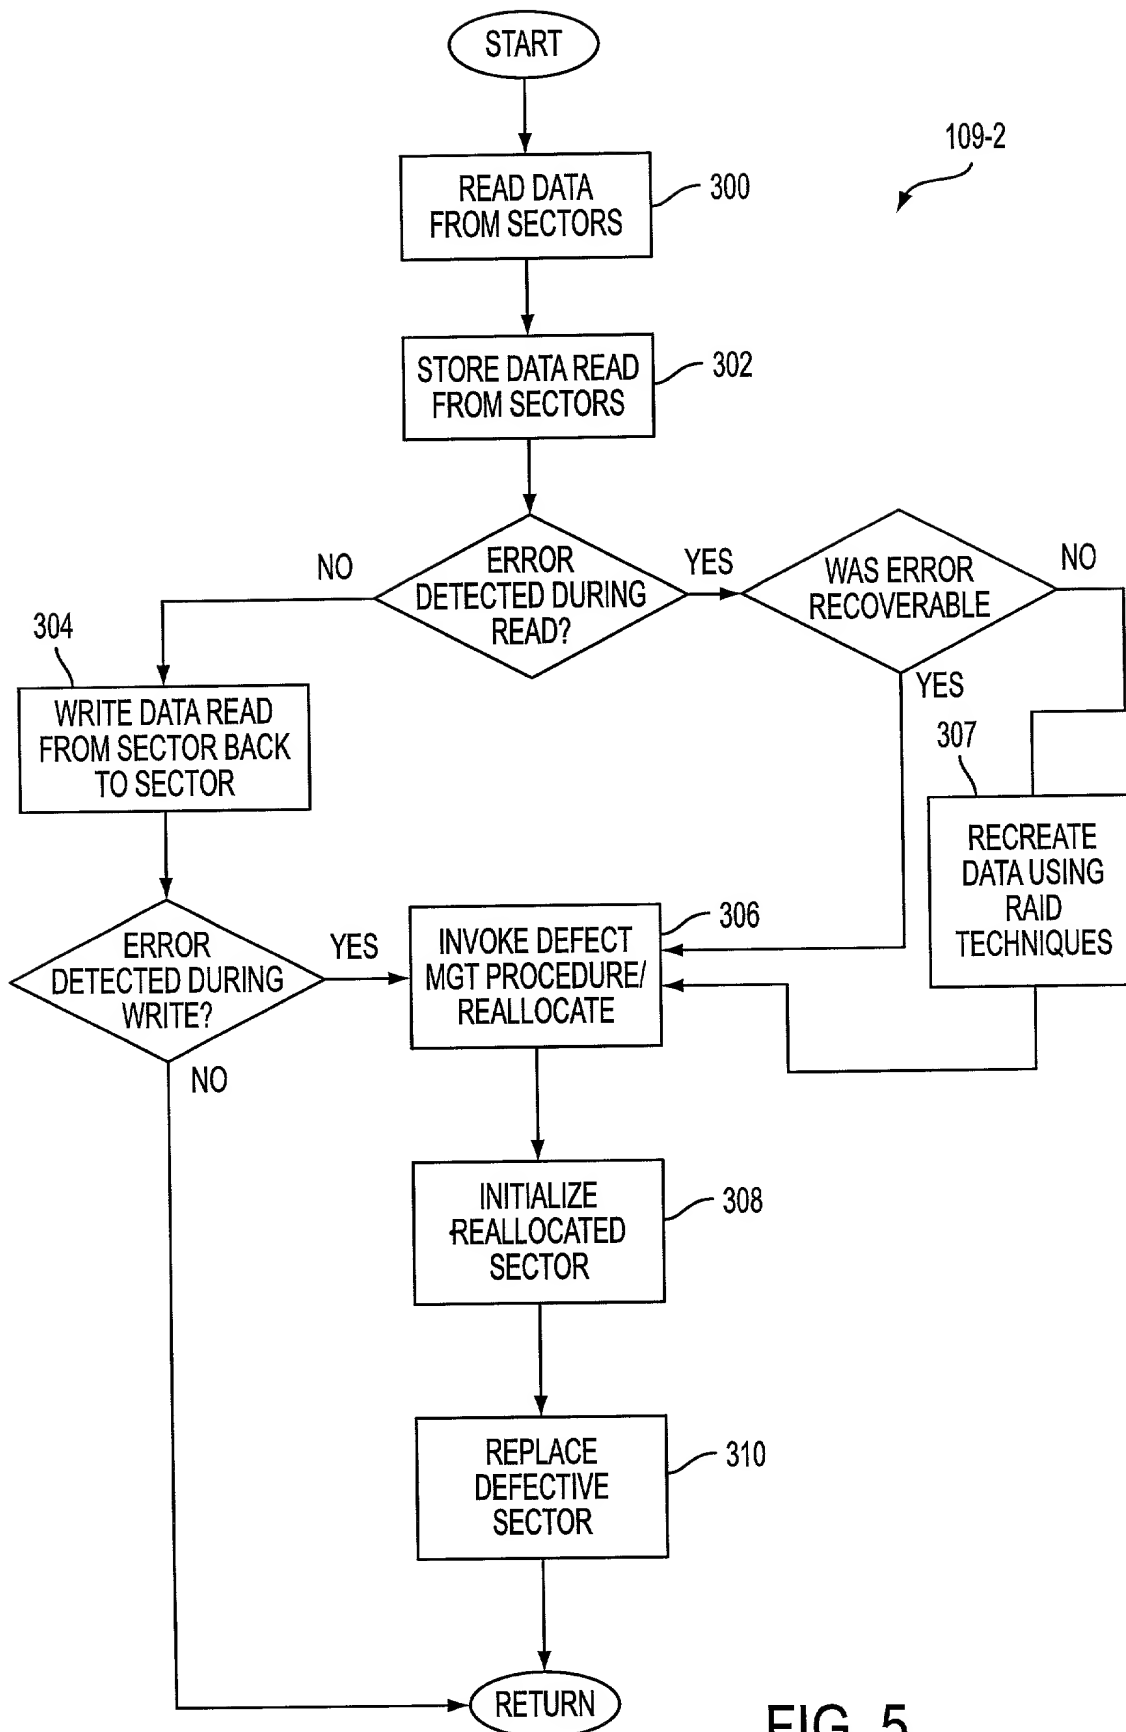 START
109-2
READ DATA
FROM SECTORS
300
STORE DATA READ
FROM SECTORS
302
ERROR
DETECTED DURING
READ?
NO
YES
WAS ERROR
RECOVERABLE
NO
YES
304
WRITE DATA READ
FROM SECTOR BACK
TO SECTOR
307
RECREATE
DATA USING
RAID
TECHNIQUES
ERROR
DETECTED DURING
WRITE?
YES
NO
306
INVOKE DEFECT
MGT PROCEDURE/
REALLOCATE
INITIALIZE
REALLOCATED
SECTOR
308
REPLACE
DEFECTIVE
SECTOR
310
RETURN
FIG. 5